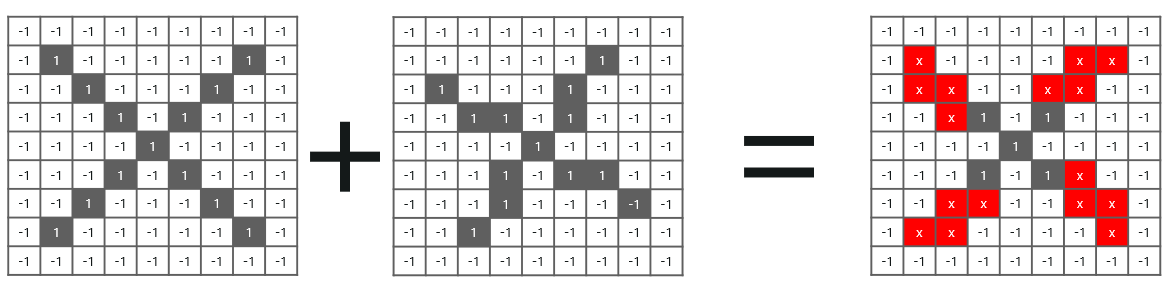 -1 -1 -1 -1 -1 -1 -1 -1 -1 -1 -1 -1 -1 -1 -1 -1 -1 -1 -1 -1 -1 -1 -1 -1 -1 -1 -1
-1 1 -1 -1 -1 -1 -1 1 -1 -1 -1 -1 -1 -1 -1 1 -1 -1 -1 x -1 -1 -1 -1 x x -1
-1 -1 1 -1 -1 -1 1 -1 -1 -1 1 -1 -1 -1 1 -1 -1 -1 -1 x x -1 -1 x x -1 -1
-1 -1 -1 1 -1 1 -1 -1 -1 -1 -1 1 1 -1 1 -1 -1 -1 -1 -1 x 1 -1 1 -1 -1 -1
-1 -1 -1 -1 1 -1 -1 -1 -1 + -1 -1 -1 -1 1 -1 -1 -1 -1 = -1 -1 -1 -1 1 -1 -1 -1 -1
-1 -1 -1 1 -1 1 -1 -1 -1 -1 -1 -1 1 -1 1 1 -1 -1 -1 -1 -1 1 -1 1 x -1 -1
-1 -1 1 -1 -1 -1 1 -1 -1 -1 -1 -1 1 -1 -1 -1 -1 -1 -1 -1 x x -1 -1 x x -1
-1 1 -1 -1 -1 -1 -1 1 -1 -1 -1 1 -1 -1 -1 -1 -1 -1 -1 x x -1 -1 -1 -1 x -1
-1 -1 -1 -1 -1 -1 -1 -1 -1 -1 -1 -1 -1 -1 -1 -1 -1 -1 -1 -1 -1 -1 -1 -1 -1 -1 -1